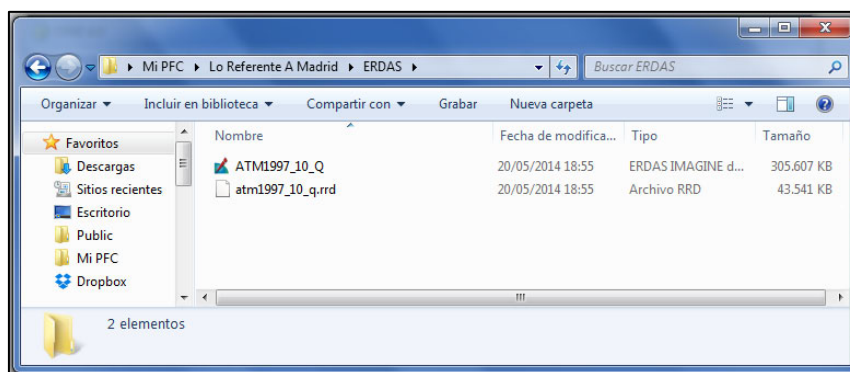 Mi PFC Lo Referente A Madrid ERDAS Buscar ERDAS
Organizar Incluir en biblioteca Compartir con Grabar Nueva carpeta
Favoritos
Descargas
Sitios recientes
Escritorio
Public
Mi PFC
Dropbox
Nombre Fecha de modifica... Tipo Tamaño
ATM1997_10_Q 20/05/2014 18:55 ERDAS IMAGINE d... 305.607 KB
atm1997_10_q.rrd 20/05/2014 18:55 Archivo RRD 43.541 KB
2 elementos